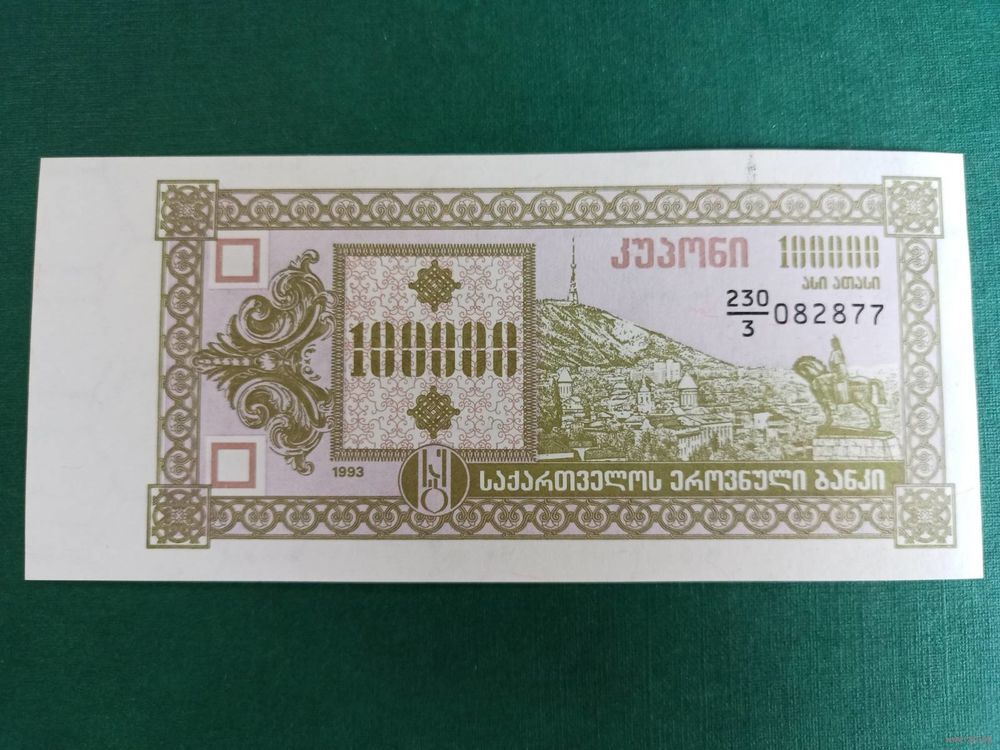 კუპონი 100000
ასი ათასი
230
3
082877
100000
1993
საქართველოს ეროვნული ბანკი